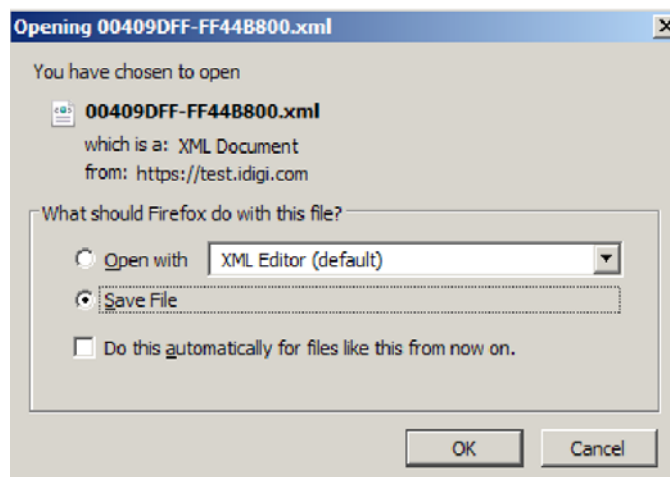 Opening 00409DFF-FF44B800.xml
You have chosen to open
00409DFF-FF44B800.xml
which is a: XML Document
from: https://test.idigi.com
What should Firefox do with this file?
Open with XML Editor (default)
Save File
Do this automatically for files like this from now on.
OK Cancel